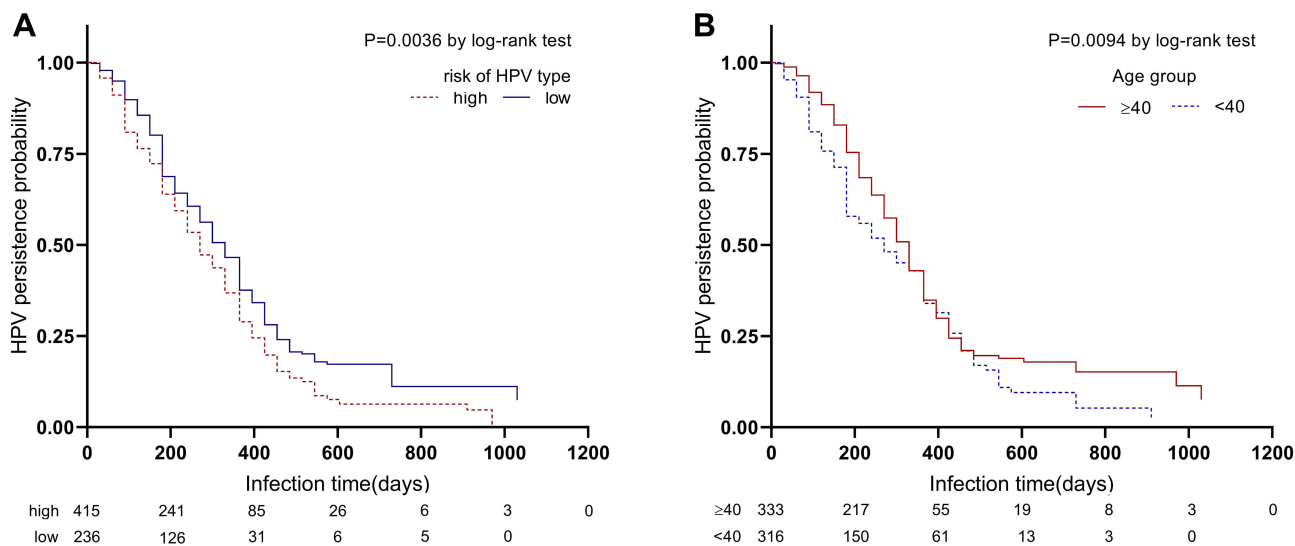 A
P=0.0036 by log-rank test
risk of HPV type
high low
HPV persistence probability
1.00
0.75
0.50
0.25
0.00
0 200 400 600 800 1000 1200
Infection time(days)
high 415 241 85 26 6 3 0
low 236 126 31 6 5 0
B
P=0.0094 by log-rank test
Age group
≥40 <40
HPV persistence probability
1.00
0.75
0.50
0.25
0.00
0 200 400 600 800 1000 1200
Infection time(days)
≥40 333 217 55 19 8 3 0
<40 316 150 61 13 3 0